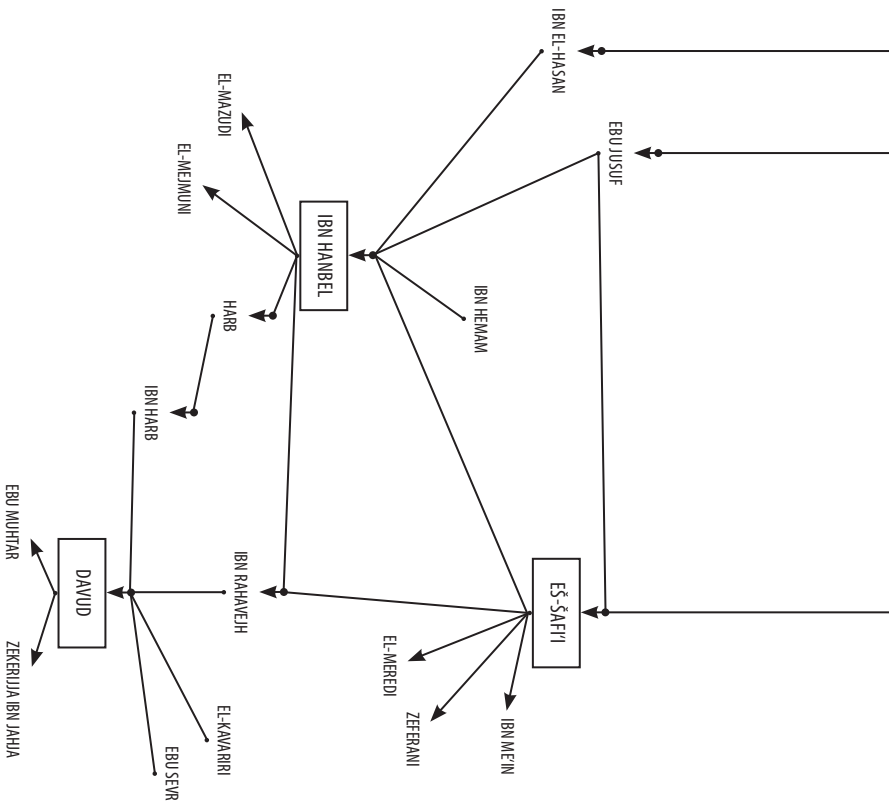 IBN EL-HASAN
EBU JUSUF
EL-MAZUDI
EL-MEJMUNI
IBN HANBEL
IBN HEMAM
HARB
IBN HARB
EŠ-ŠAFI'I
IBN RAHAVEJH
EL-MEREDI
ZEFERANI
IBN ME'IN
EBU MUHTAR
DAVUD
ZEKERIJJA IBN JAHJA
EL-KAVARIRI
EBU SEVR